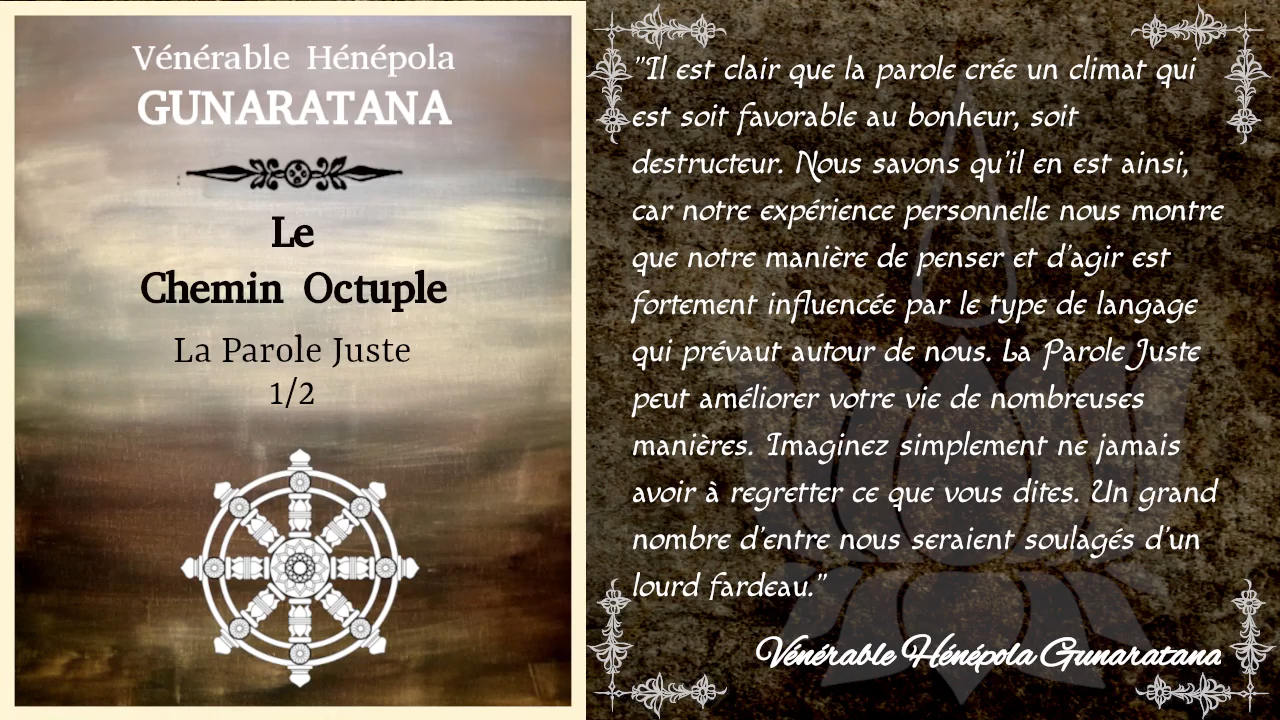 Vénérable Hénépola
GUNARATANA
Le
Chemin Octuple
La Parole Juste
1/2
"Il est clair que la parole crée un climat qui
est soit favorable au bonheur, soit
destructeur. Nous savons qu'il en est ainsi,
car notre expérience personnelle nous montre
que notre manière de penser et d'agir est
fortement influencée par le type de langage
qui prévaut autour de nous. La Parole Juste
peut améliorer votre vie de nombreuses
manières. Imaginez simplement ne jamais
avoir à regretter ce que vous dites. Un grand
nombre d'entre nous seraient soulagés d'un
lourd fardeau."
Vénérable Hénépola Gunaratana